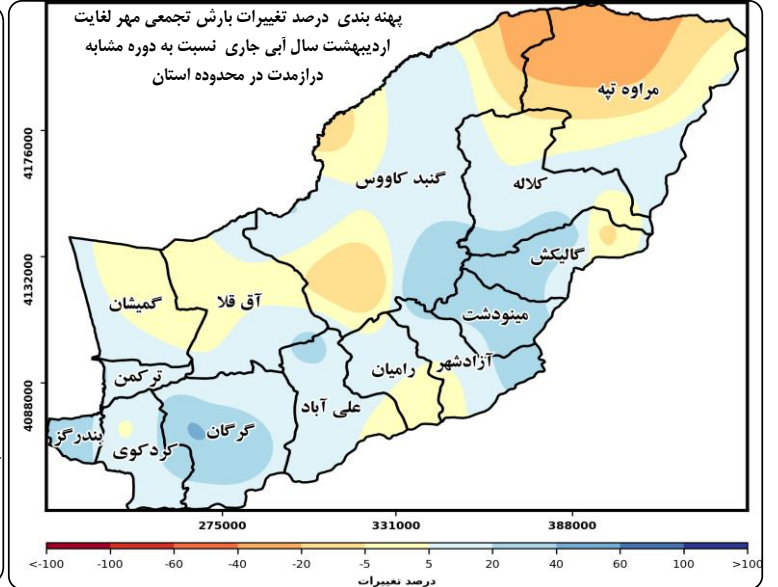 پهنه بندی درصد تغییرات بارش تجمعی مهر لغایت
اردیبهشت سال آبی جاری نسبت به دوره مشابه
درازمدت در محدوده استان
مراوه تپه
گنبد کاووس
کلاله
گالیکش
گمیشان
آق قلا
مینودشت
ترکمن
رامیان
آزادشهر
علی آباد
بندرگز
کردکوی
گرگان
4176000
4132000
4088000
275000 331000 388000
<-100 -100 -60 -40 -20 -5 5 20 40 60 100 >100
درصد تغییرات